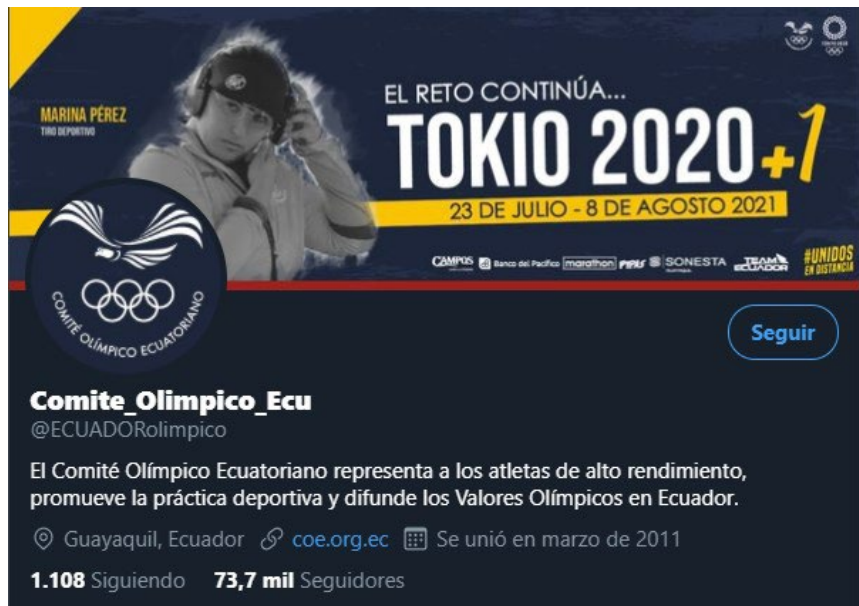 MARINA PÉREZ
TIRO DEPORTIVO
EL RETO CONTINÚA...
TOKIO 2020+1
23 DE JULIO - 8 DE AGOSTO 2021
CAMPOS Banco del Pacífico marathon SONESTA TEAM ECUADOR
#UNIDOS
EN DISTANCIA
COMITÉ OLÍMPICO ECUATORIANO
Seguir
Comite_Olimpico_Ecu
@ECUADORolimpico
El Comité Olímpico Ecuatoriano representa a los atletas de alto rendimiento,
promueve la práctica deportiva y difunde los Valores Olímpicos en Ecuador.
Guayaquil, Ecuador coe.org.ec Se unió en marzo de 2011
1.108 Siguiendo 73,7 mil Seguidores